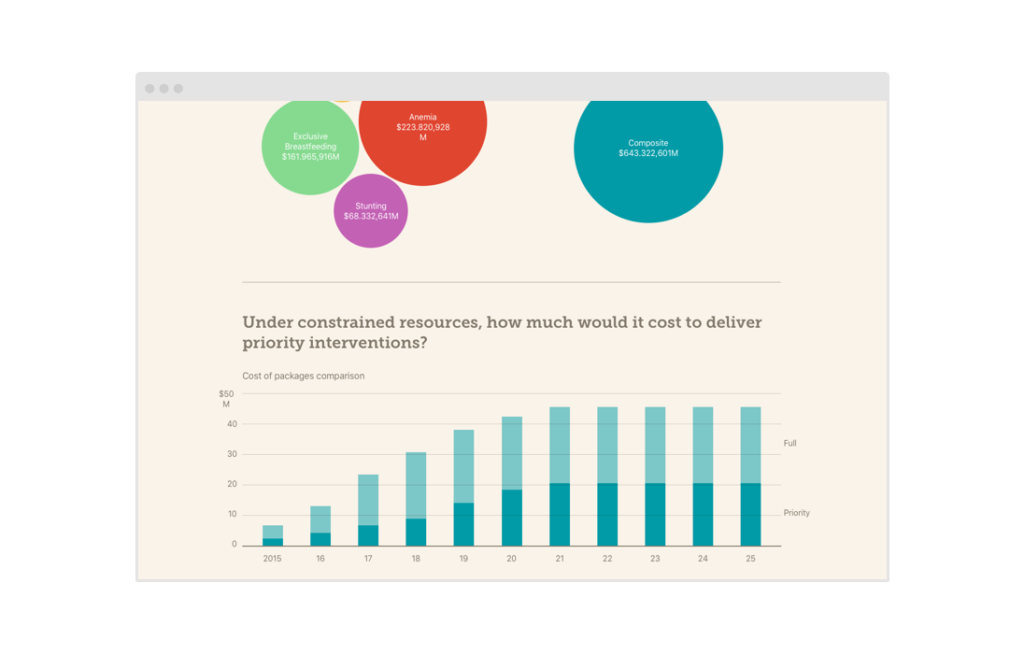 Anemia
$223.820,928
M
Exclusive
Breastfeeding
$161.965,916M
Composite
$643.322,601M
Stunting
$68.332,641M
Under constrained resources, how much would it cost to deliver
priority interventions?
Cost of packages comparison
$50
M
40
30
20
10
0
Full
Priority
2015 16 17 18 19 20 21 22 23 24 25